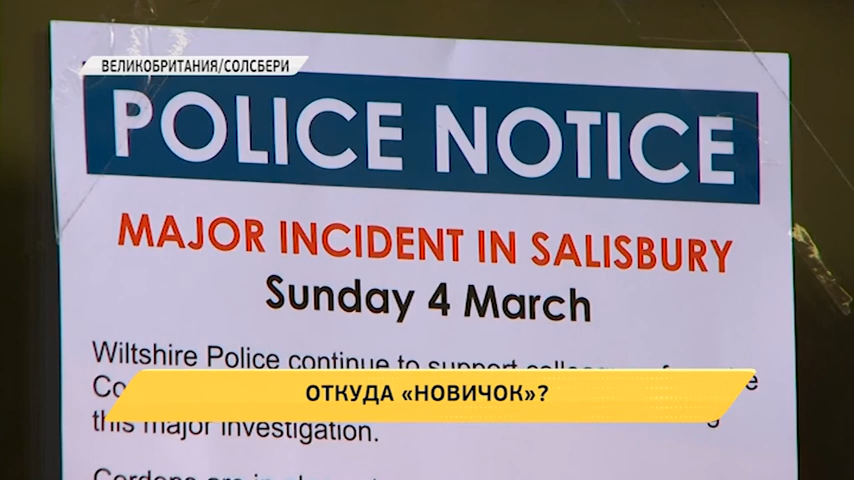 ВЕЛИКОБРИТАНИЯ/СОЛСБЕРИ
POLICE NOTICE
MAJOR INCIDENT IN SALISBURY
Sunday 4 March
Wiltshire Police continue to support
ОТКУДА «НОВИЧОК»?
this major investigation.